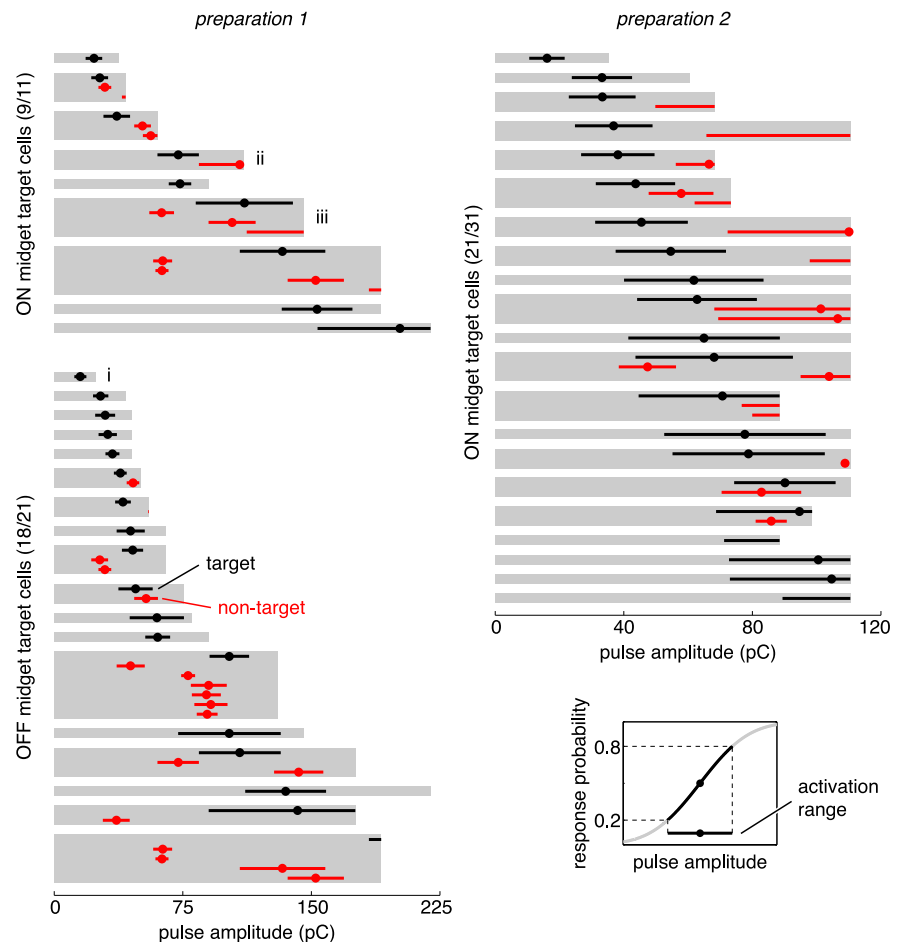 preparation 1
preparation 2
ON midget target cells (9/11)
ii
iii
OFF midget target cells (18/21)
i
target
non-target
0
75
150
225
pulse amplitude (pC)
ON midget target cells (21/31)
0
40
80
120
pulse amplitude (pC)
response probability
0.8
0.2
activation
range
pulse amplitude